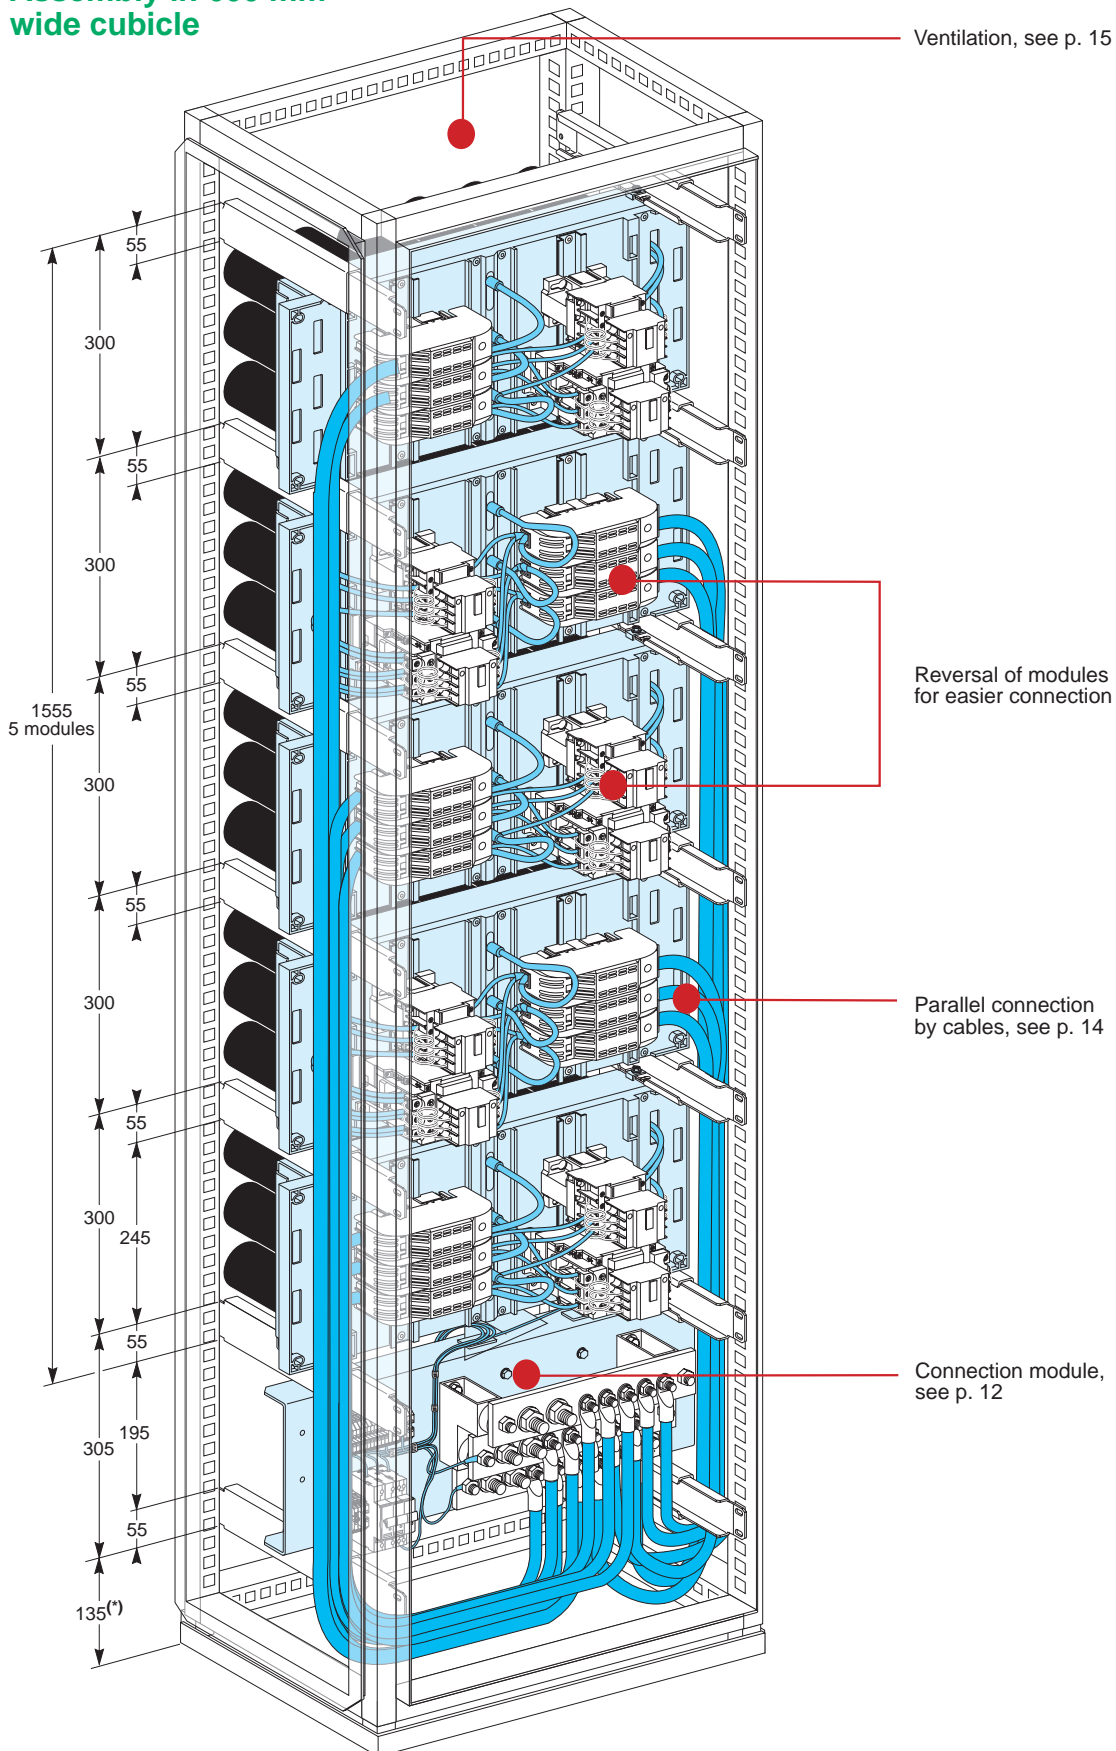 wide cubicle
Ventilation, see p. 15
55
300
55
300
55
1555
5 modules
Reversal of modules
for easier connection
300
55
300
Parallel connection
by cables, see p. 14
55
300
245
55
Connection module,
see p. 12
195
305
55
135(*)